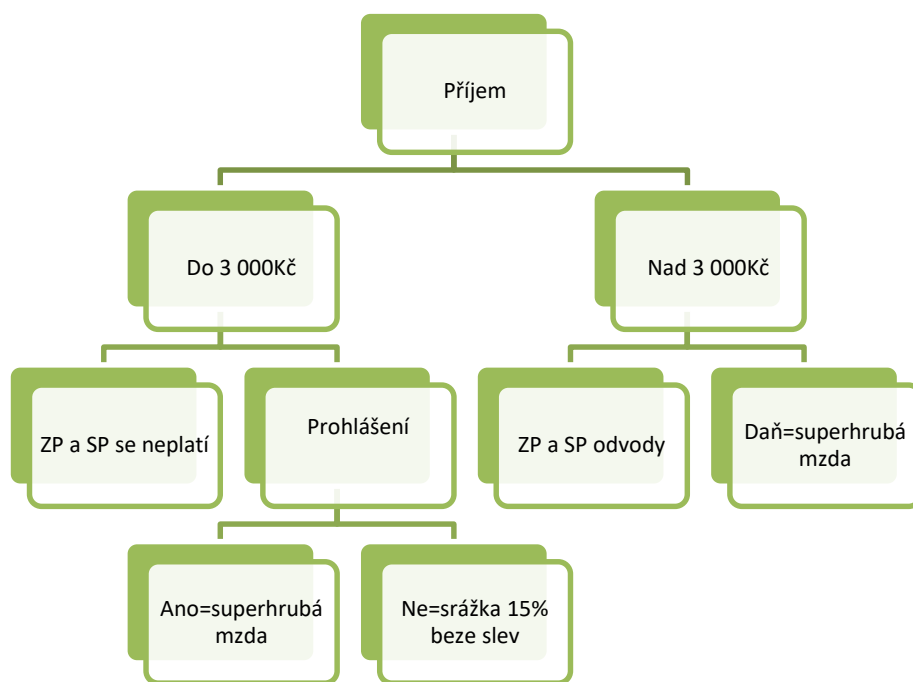 Příjem
Do 3 000Kč
Nad 3 000Kč
ZP a SP se neplatí
Prohlášení
ZP a SP odvody
Daň=superhrubá
mzda
Ano=superhrubá
mzda
Ne=srážka 15%
beze slev